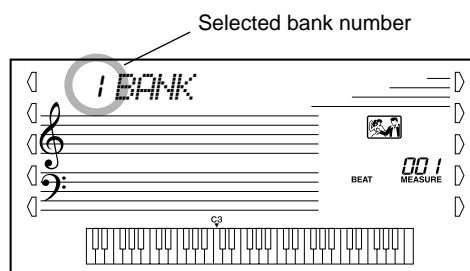 Selected bank number
1 BANK
001
BEAT MEASURE
C3